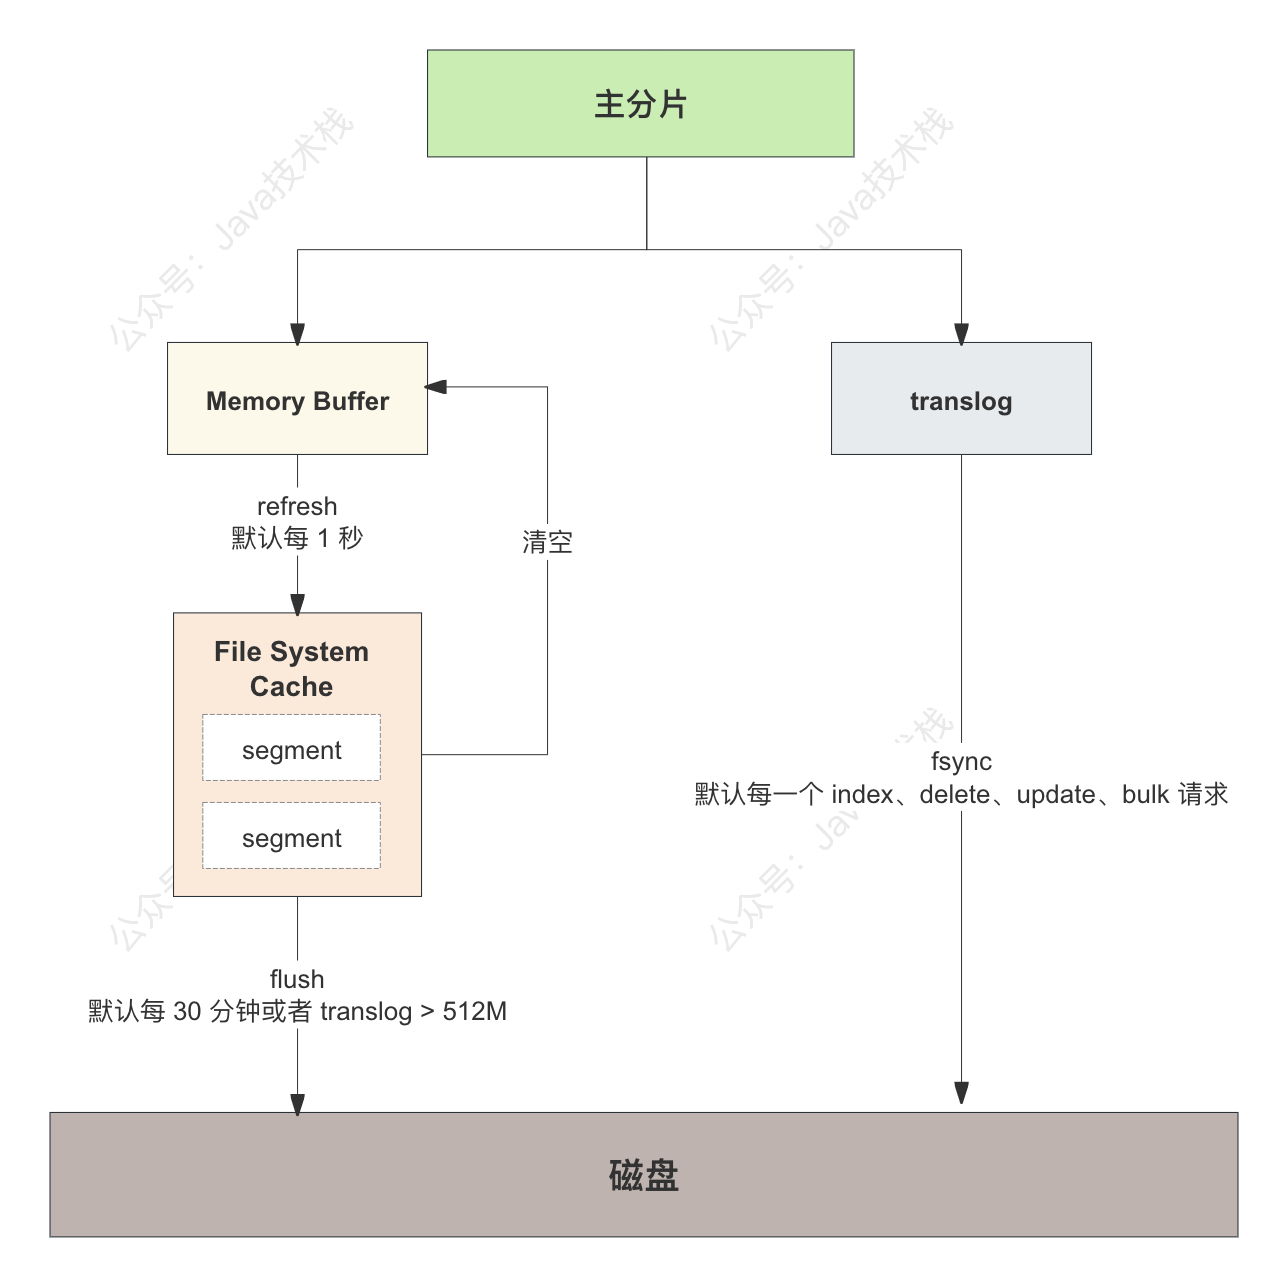 主分片
公众号：Java技术栈
公众号：Java技术栈
Memory Buffer
translog
refresh
默认每 1 秒
清空
File System
Cache
segment
segment
fsync
默认每一个 index、delete、update、bulk 请求
公众号
公众号：Java技术栈
flush
默认每 30 分钟或者 translog > 512M
磁盘